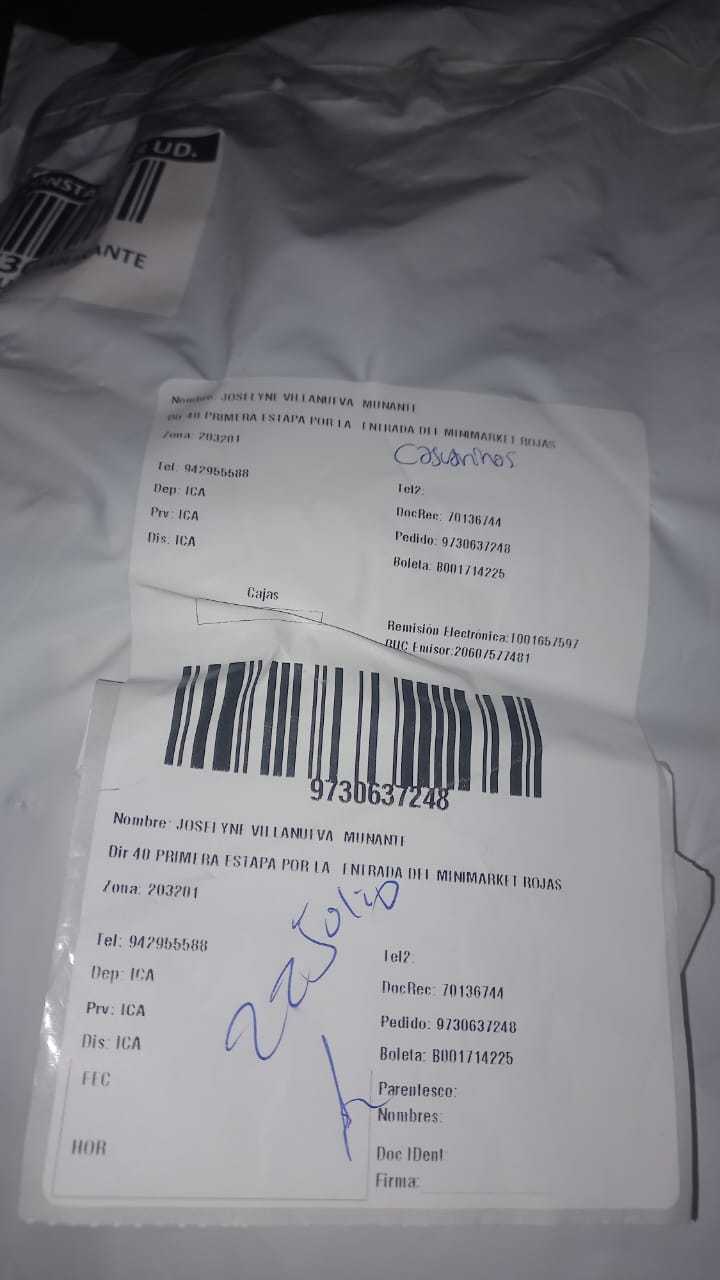 LUD.
ANTE
Nombre: JOSELYNE VILLANUEVA MUNANTE
Dir 40 PRIMERA ESTAPA POR LA ENTRADA DEL MINIMARKET ROJAS
Zona: 203201
Tel: 942955588
Tel2:
Dep: ICA
DocRec: 70136744
Prv: ICA
Pedido: 9730637248
Dis: ICA
Boleta: B001714225
Cajas
Remisión Electrónica: T001657597
RUC Emisor: 20607577481
9730637248
Nombre: JOSELYNE VILLANUEVA MUNANTE
Dir 40 PRIMERA ESTAPA POR LA ENTRADA DEL MINIMARKET ROJAS
Zona: 203201
Tel: 942955588
Tel2:
Dep: ICA
DocRec: 70136744
Prv: ICA
Pedido: 9730637248
Dis: ICA
Boleta: B001714225
FEC
Parentesco:
Nombres:
HOR
Doc IDent
Firma: